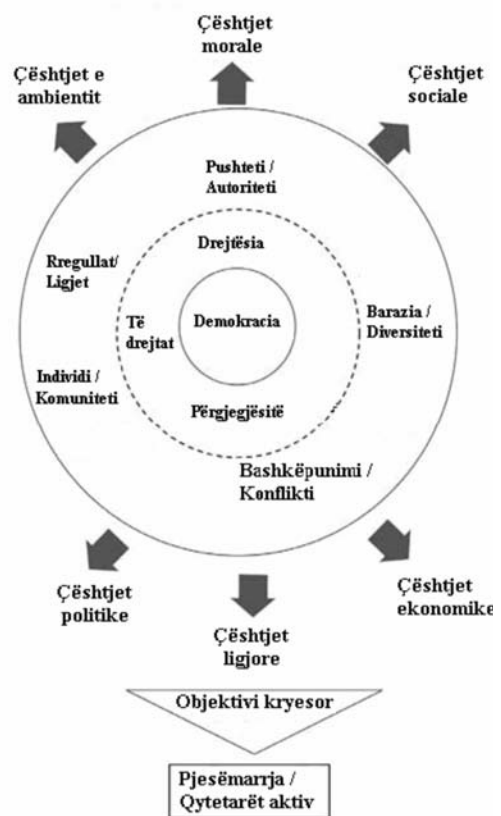 Çështjet
morale
Çështjet e
ambientit
Çështjet
sociale
Pushteti /
Autoriteti
Drejtësia
Rregullat/
Ligjet
Të
drejtat
Demokracia
Barazia /
Diversiteti
Individi /
Komuniteti
Përgjegjësitë
Bashkëpunimi /
Konflikti
Çështjet
politike
Çështjet
ligjore
Çështjet
ekonomike
Objektivi kryesor
Pjesëmarrja /
Qytetarët aktiv